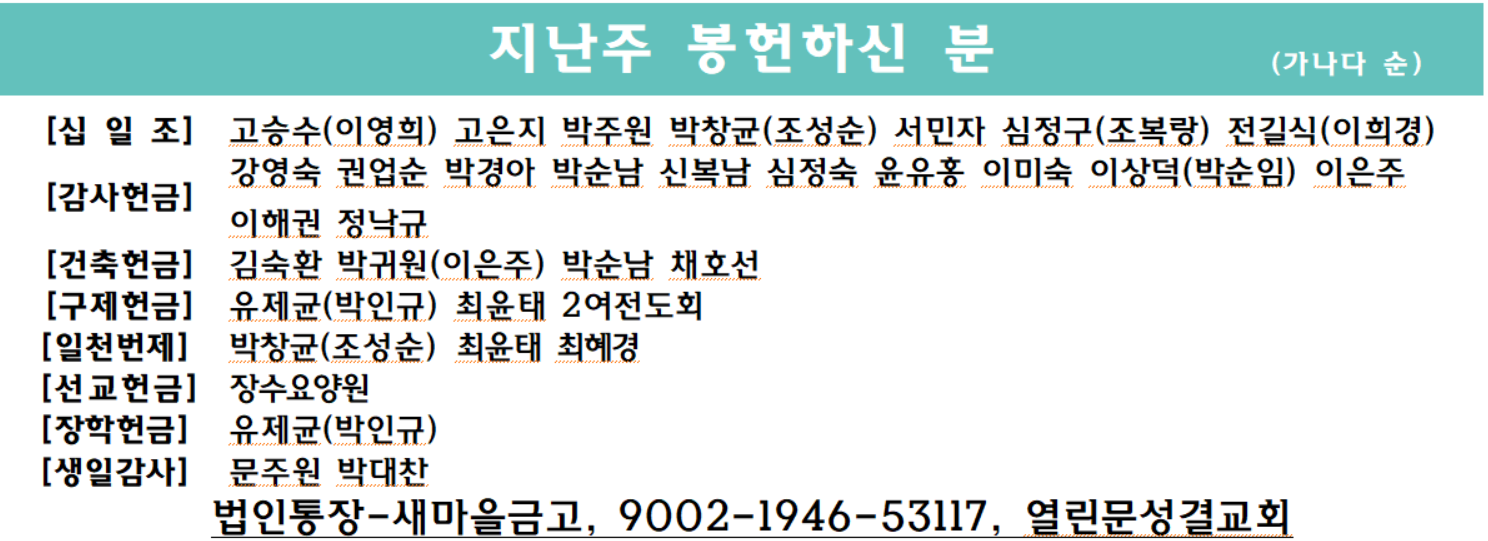 지난주 봉헌하신 분 (가나다 순)
[십 일 조] 고승수(이영희) 고은지 박주원 박창균(조성순) 서민자 심정구(조복랑) 전길식(이희경)
[감사헌금] 강영숙 권업순 박경아 박순남 신복남 심정숙 윤유홍 이미숙 이상덕(박순임) 이은주
이해권 정낙규
[건축헌금] 김숙환 박귀원(이은주) 박순남 채호선
[구제헌금] 유제균(박인규) 최윤태 2여전도회
[일천번제] 박창균(조성순) 최윤태 최혜경
[선교헌금] 장수요양원
[장학헌금] 유제균(박인규)
[생일감사] 문주원 박대찬
법인통장-새마을금고, 9002-1946-53117, 열린문성결교회